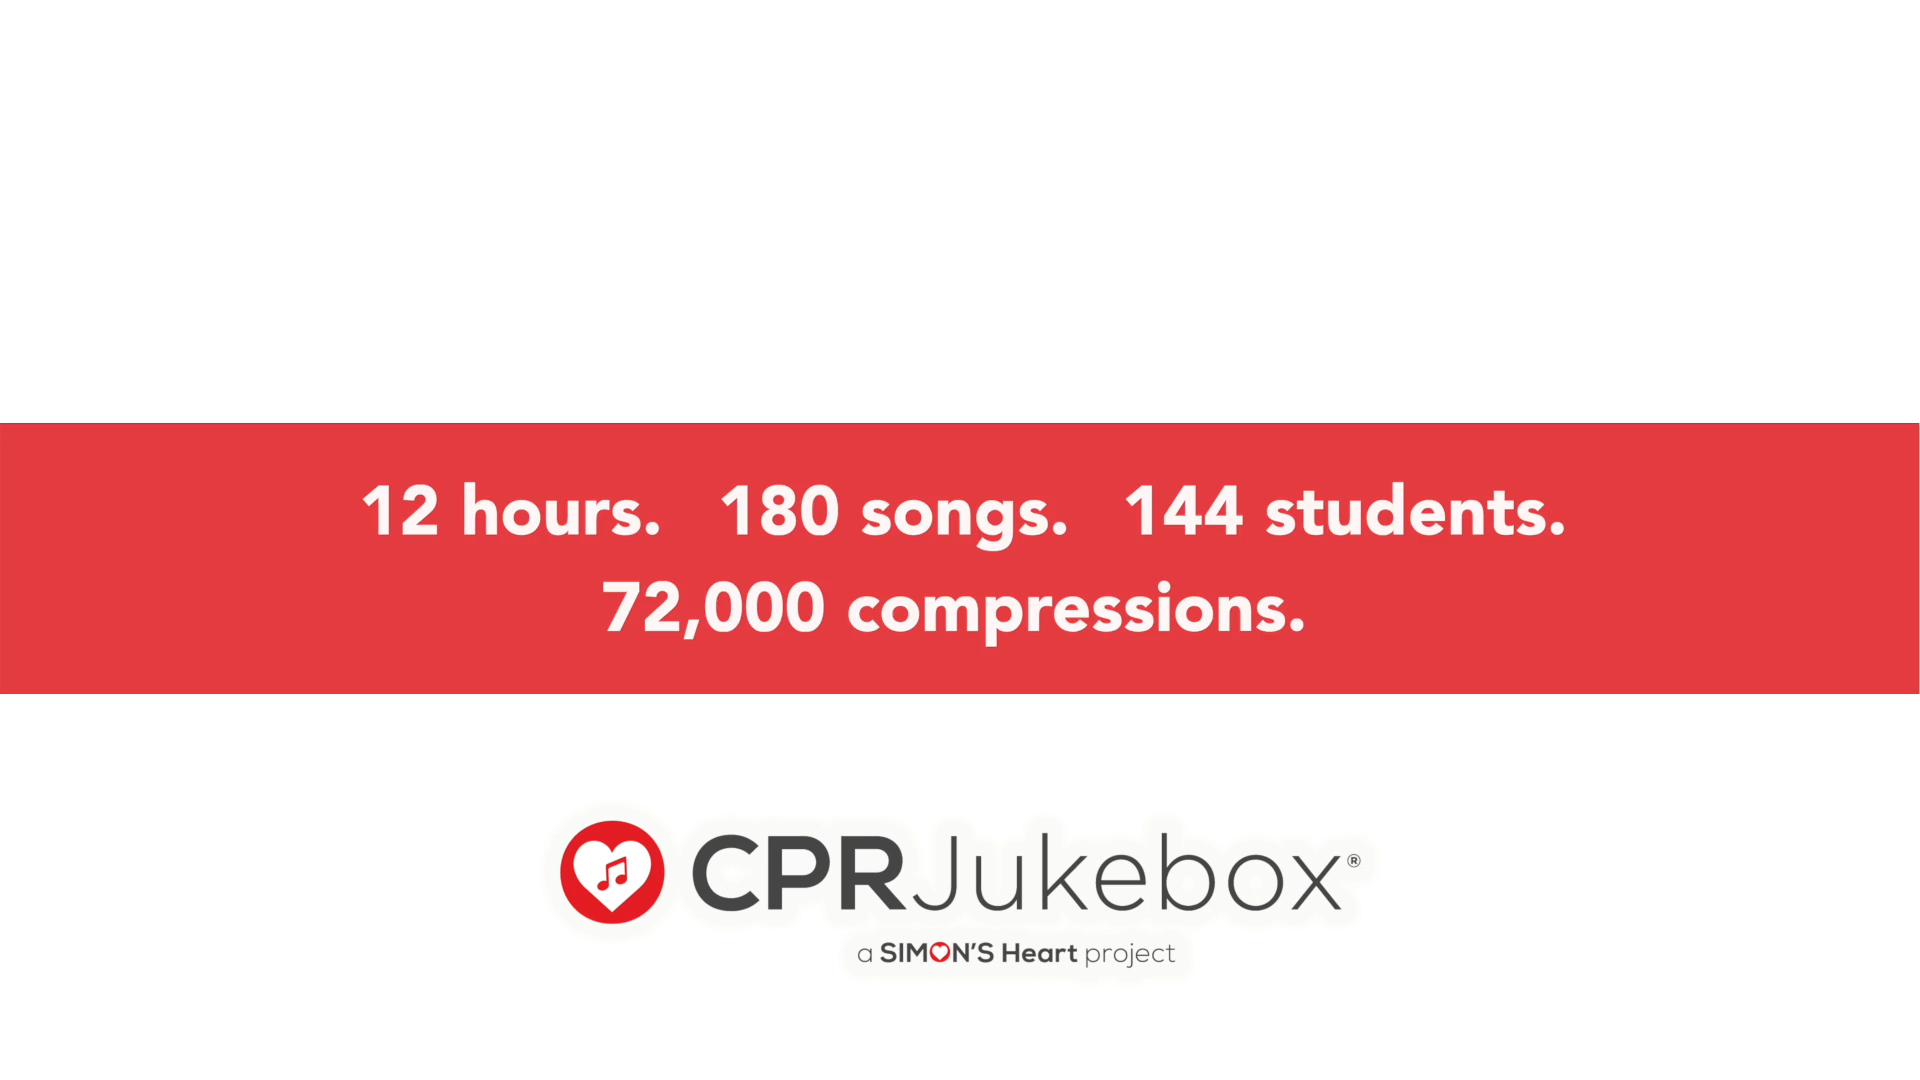 12 hours. 180 songs. 144 students.
72,000 compressions.
CPRJukebox®
a SIMON'S Heart project